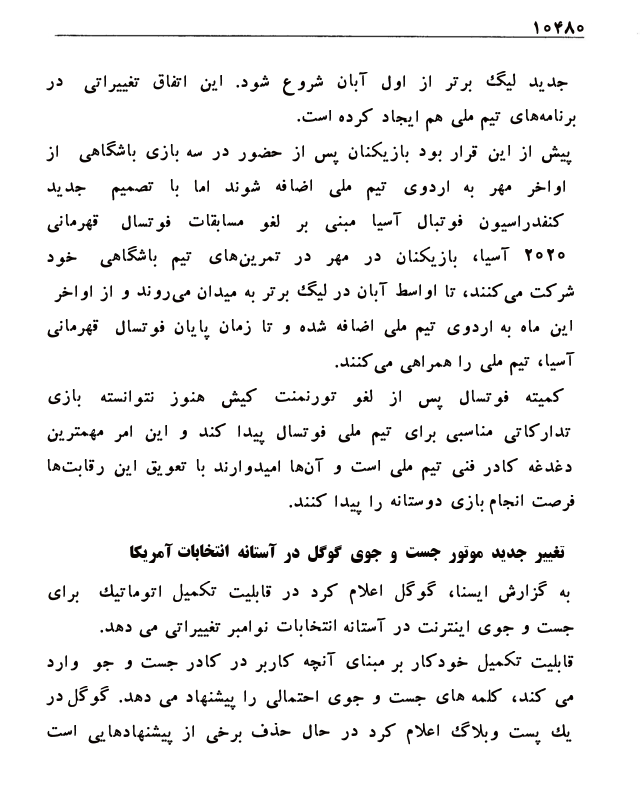 ۱۰۴۸۰
جدید لیگ برتر از اول آبان شروع شود. این اتفاق تغییراتی در
برنامه‌های تیم ملی هم ایجاد کرده است.
پیش از این قرار بود بازیکنان پس از حضور در سه بازی باشگاهی از
اواخر مهر به اردوی تیم ملی اضافه شوند اما با تصمیم جدید
کنفدراسیون فوتبال آسیا مبنی بر لغو مسابقات فوتسال قهرمانی
۲۰۲۰ آسیا، بازیکنان در مهر در تمرین‌های تیم باشگاهی خود
شرکت می‌کنند، تا اواسط آبان در لیگ برتر به میدان می‌روند و از اواخر
این ماه به اردوی تیم ملی اضافه شده و تا زمان پایان فوتسال قهرمانی
آسیا، تیم ملی را همراهی می‌کنند.
کمیته فوتسال پس از لغو تورنمنت کیش هنوز نتوانسته بازی
تدارکاتی مناسبی برای تیم ملی فوتسال پیدا کند و این امر مهمترین
دغدغه کادر فنی تیم ملی است و آن‌ها امیدوارند با تعویق این رقابت‌ها
فرصت انجام بازی دوستانه را پیدا کنند.
تغییر جدید موتور جست و جوی گوگل در آستانه انتخابات آمریکا
به گزارش ایسنا، گوگل اعلام کرد در قابلیت تکمیل اتوماتیک برای
جست و جوی اینترنت در آستانه انتخابات نوامبر تغییراتی می دهد.
قابلیت تکمیل خودکار بر مبنای آنچه کاربر در کادر جست و جو وارد
می کند، کلمه های جست و جوی احتمالی را پیشنهاد می دهد. گوگل در
یك پست وبلاگ اعلام کرد در حال حذف برخی از پیشنهادهایی است